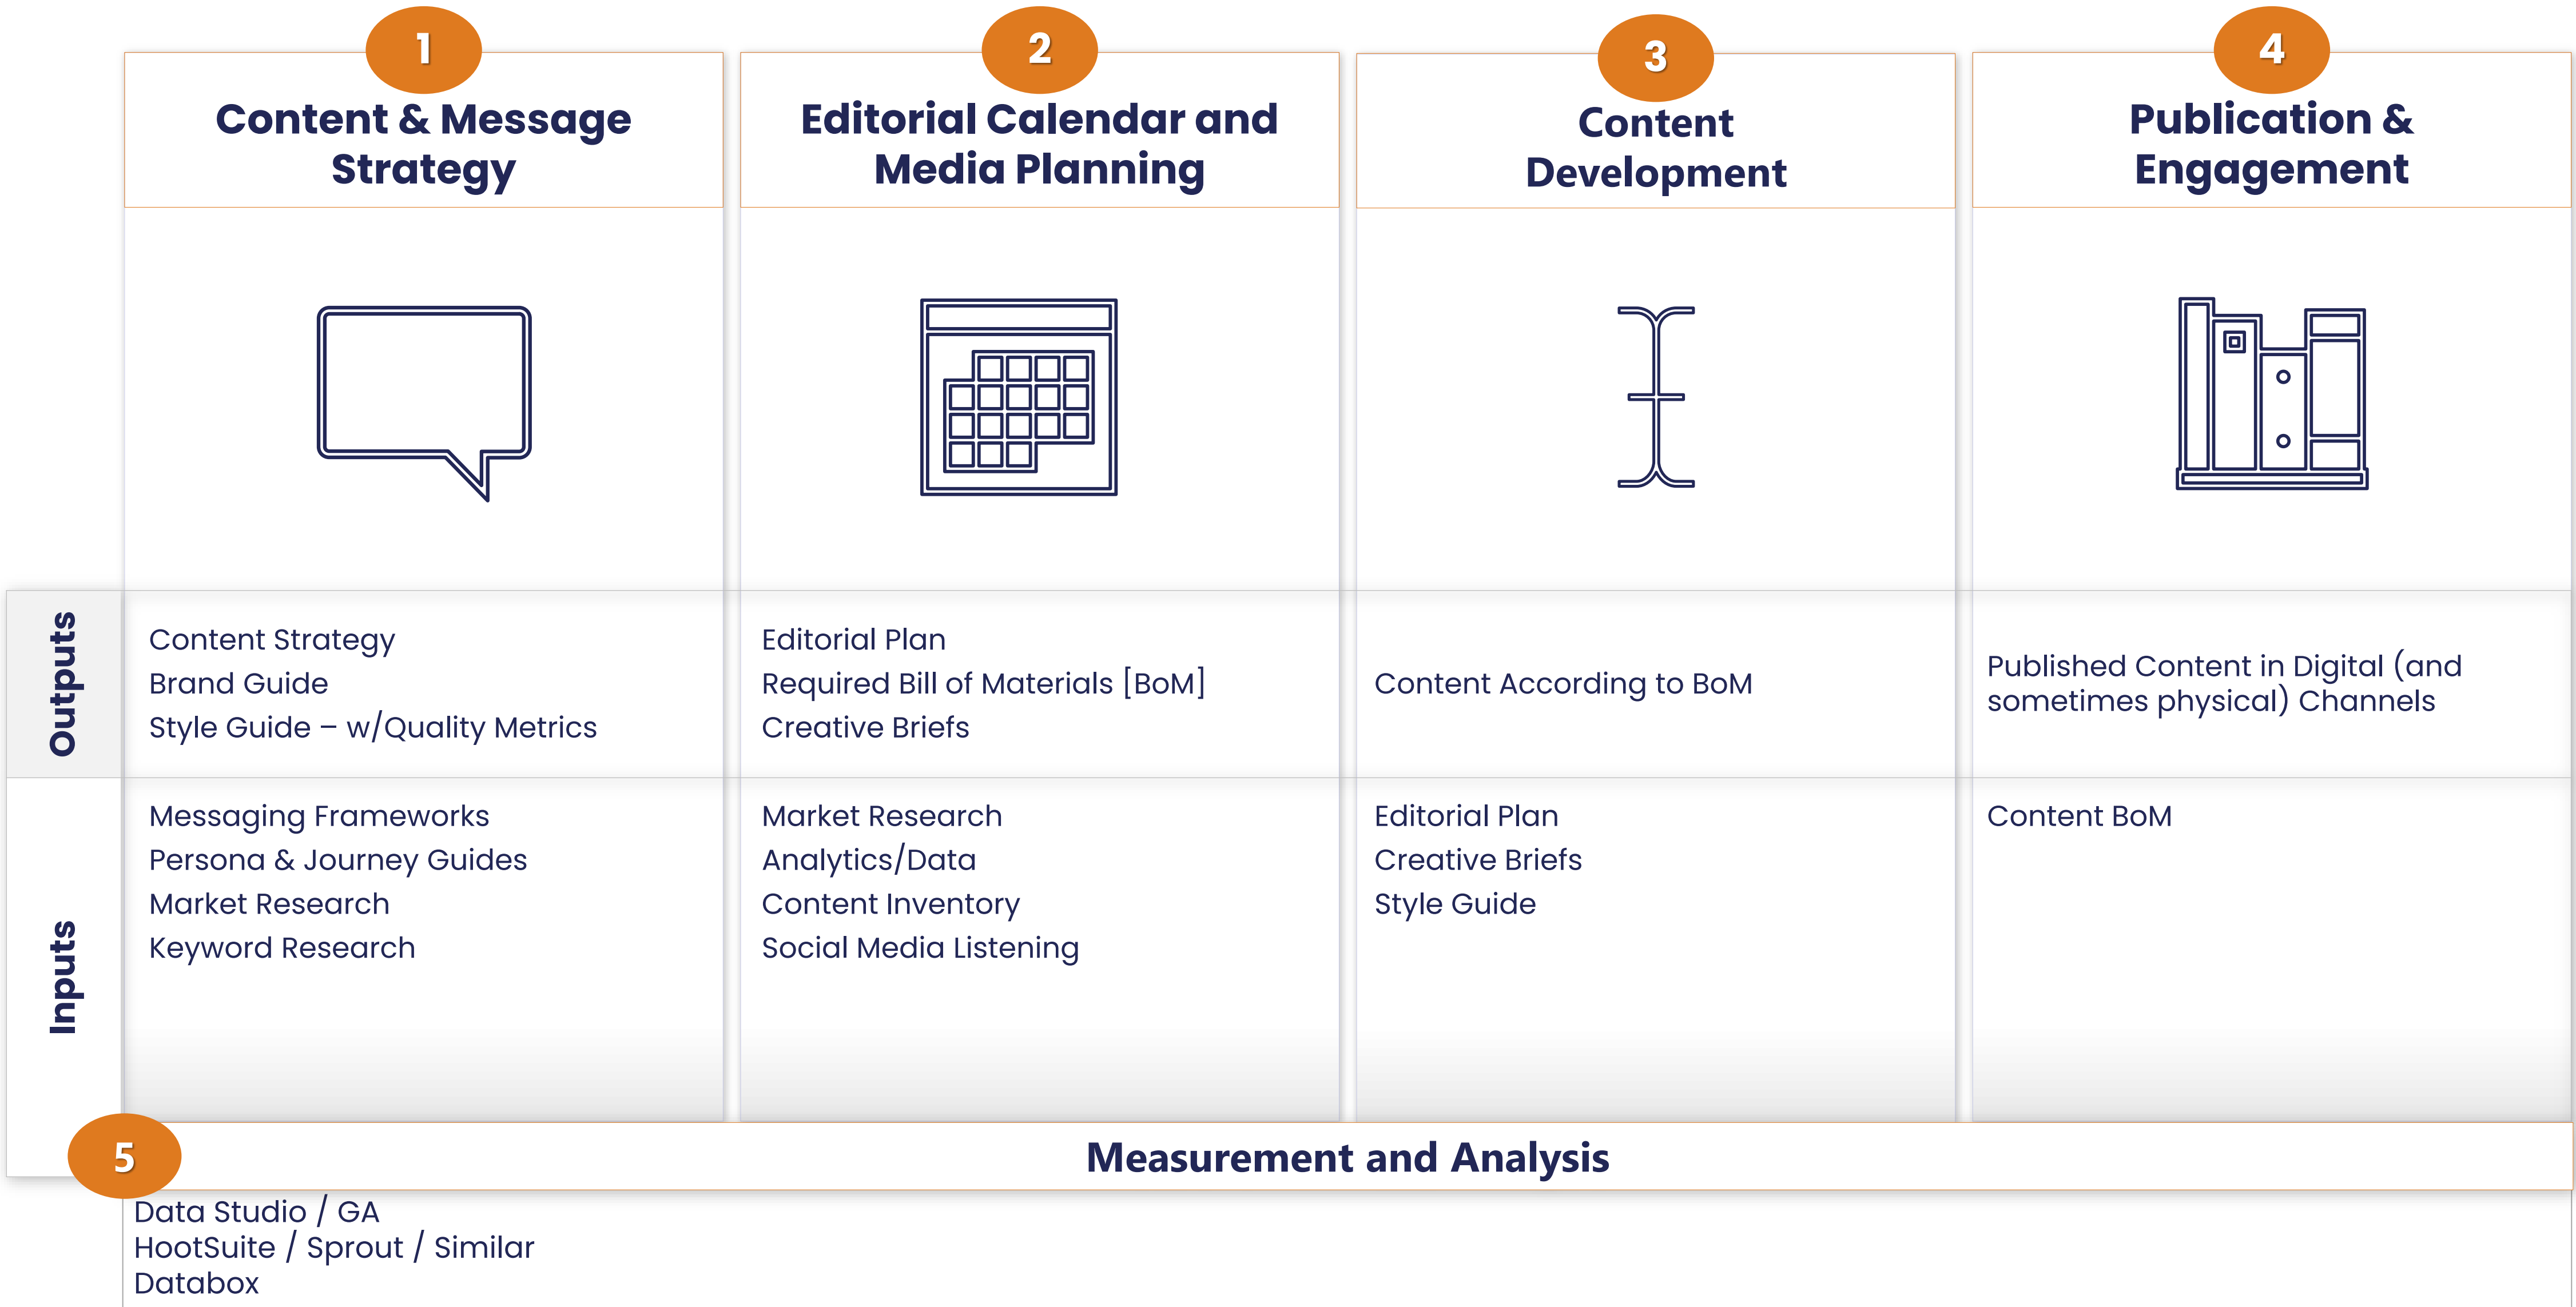 1
Content & Message
Strategy
2
Editorial Calendar and
Media Planning
3
Content
Development
4
Publication &
Engagement
Outputs
Content Strategy
Brand Guide
Style Guide – w/Quality Metrics
Editorial Plan
Required Bill of Materials [BoM]
Creative Briefs
Content According to BoM
Published Content in Digital (and
sometimes physical) Channels
Inputs
Messaging Frameworks
Persona & Journey Guides
Market Research
Keyword Research
Market Research
Analytics/Data
Content Inventory
Social Media Listening
Editorial Plan
Creative Briefs
Style Guide
Content BoM
5
Measurement and Analysis
Data Studio / GA
HootSuite / Sprout / Similar
Databox